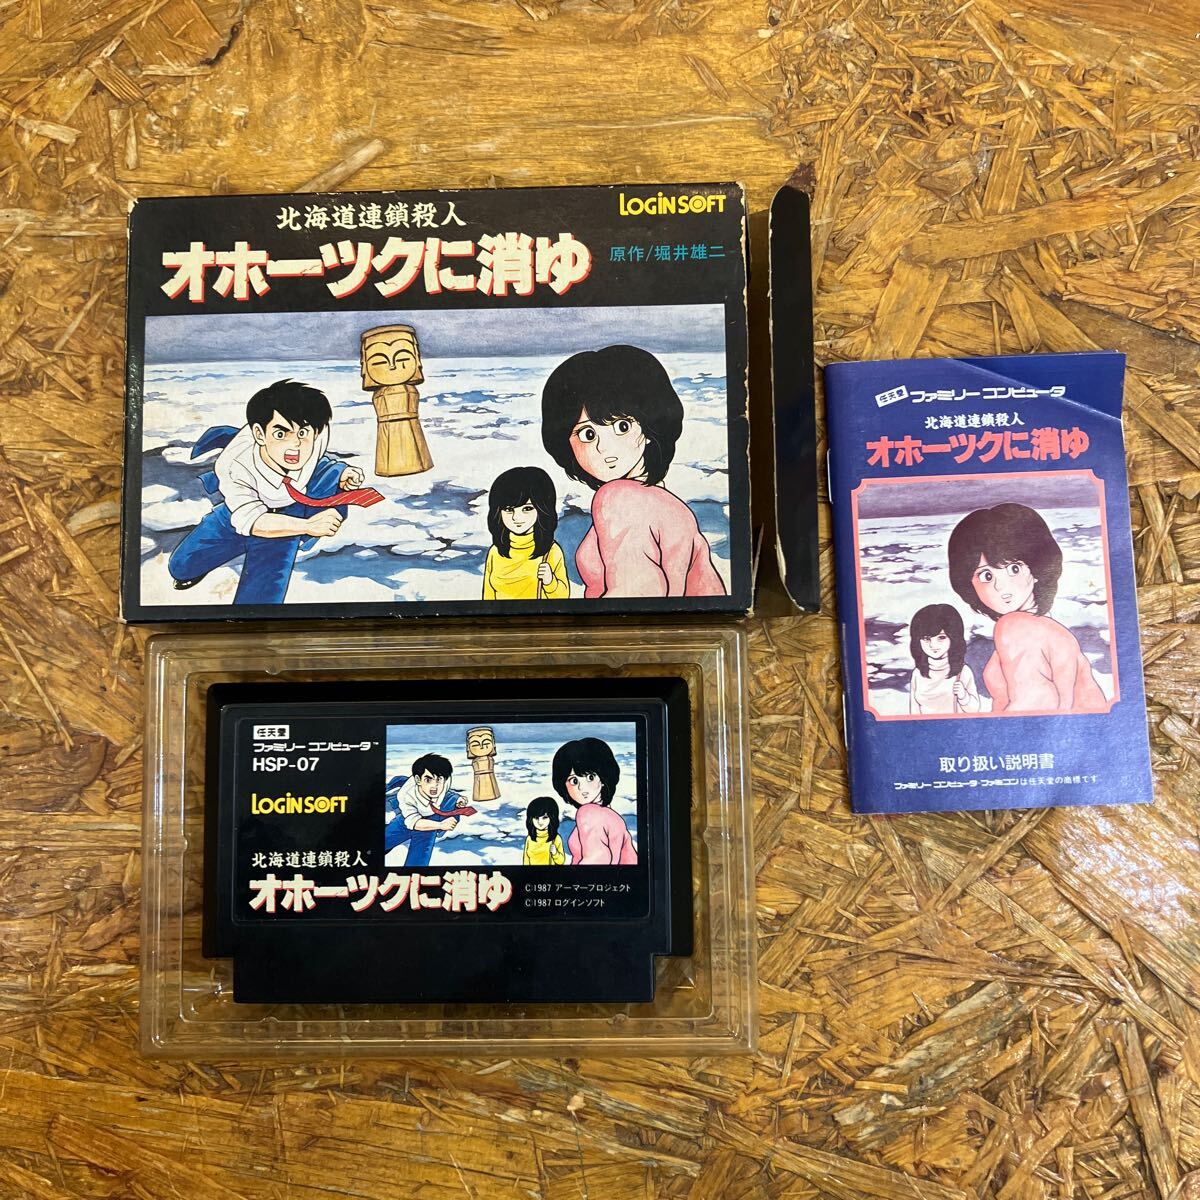 北海道連鎖殺人
オホーツクに消ゆ
LOGiNSOFT
原作/堀井雄二
任天堂 ファミリー コンピュータ
北海道連鎖殺人
オホーツクに消ゆ
取り扱い説明書
ファミリー コンピュータ・ファミコンは任天堂の商標です
任天堂
ファミリー コンピュータ™
HSP-07
LOGiNSOFT
北海道連鎖殺人
オホーツクに消ゆ
C1987 アーマープロジェクト
C1987 ログインソフト